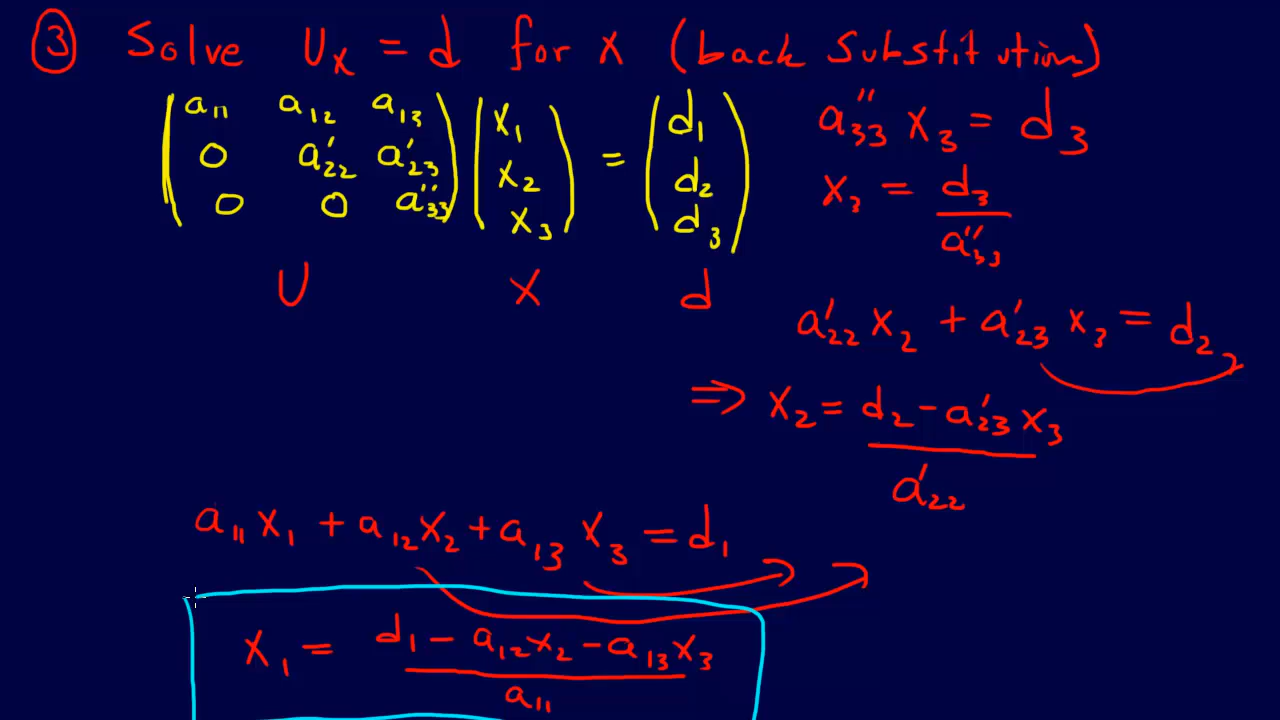 ③ Solve Ux = d for x (back substitution)
(a₁₁ a₁₂ a₁₃) (x₁) (d₁)
(0 a′₂₂ a′₂₃) (x₂) = (d₂)
(0 0 a″₃₃) (x₃) (d₃)
U X d
a″₃₃ x₃ = d₃
x₃ = d₃
a″₃₃
a′₂₂ x₂ + a′₂₃ x₃ = d₂
⇒ x₂ = d₂ - a′₂₃ x₃
a′₂₂
a₁₁ x₁ + a₁₂ x₂ + a₁₃ x₃ = d₁
x₁ = d₁ - a₁₂ x₂ - a₁₃ x₃
a₁₁